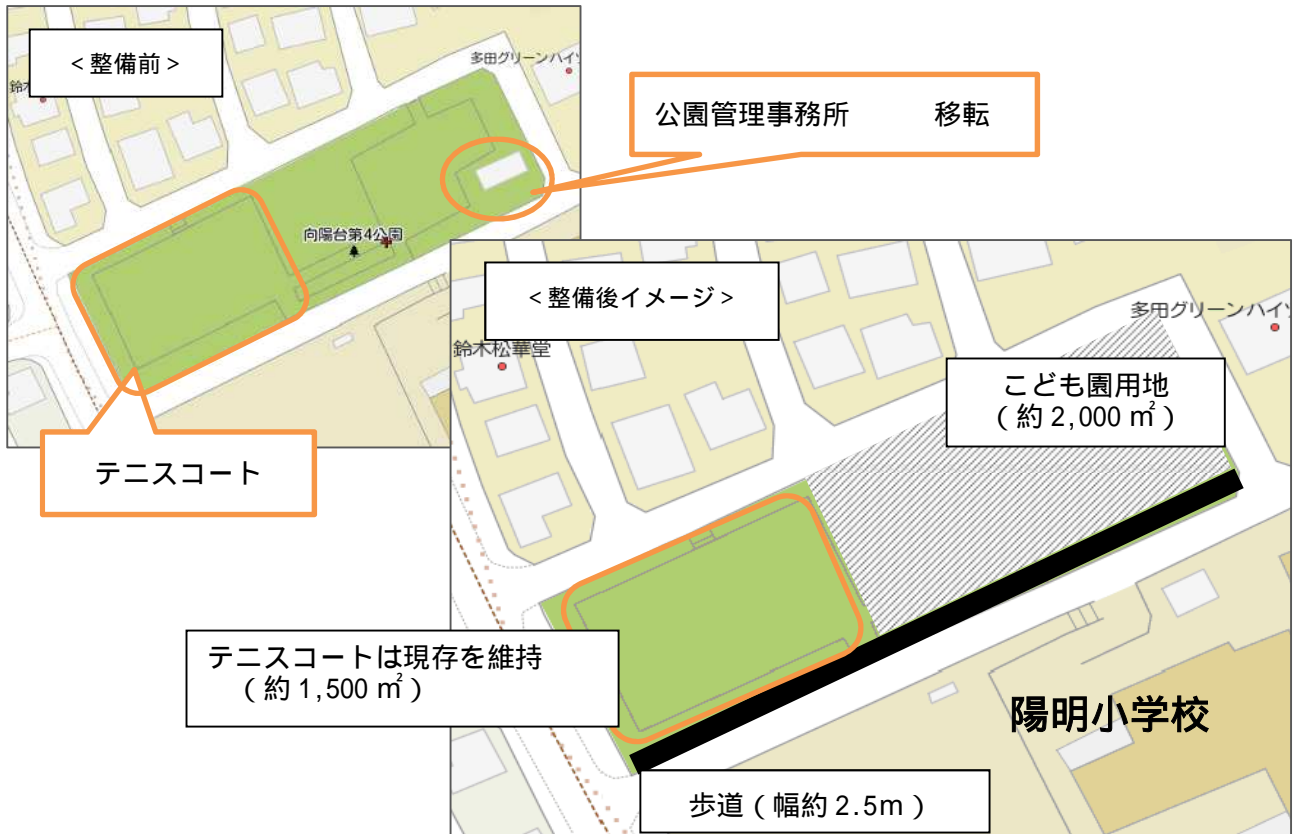 <整備前>
多田グリーンハイツ
鈴木
公園管理事務所　　　移転
向陽台第4公園
テニスコート
<整備後イメージ>
多田グリーンハイツ
鈴木松華堂
こども園用地
（約 2,000 ㎡）
テニスコートは現存を維持
（約 1,500 ㎡）
陽明小学校
歩道（幅約 2.5m）